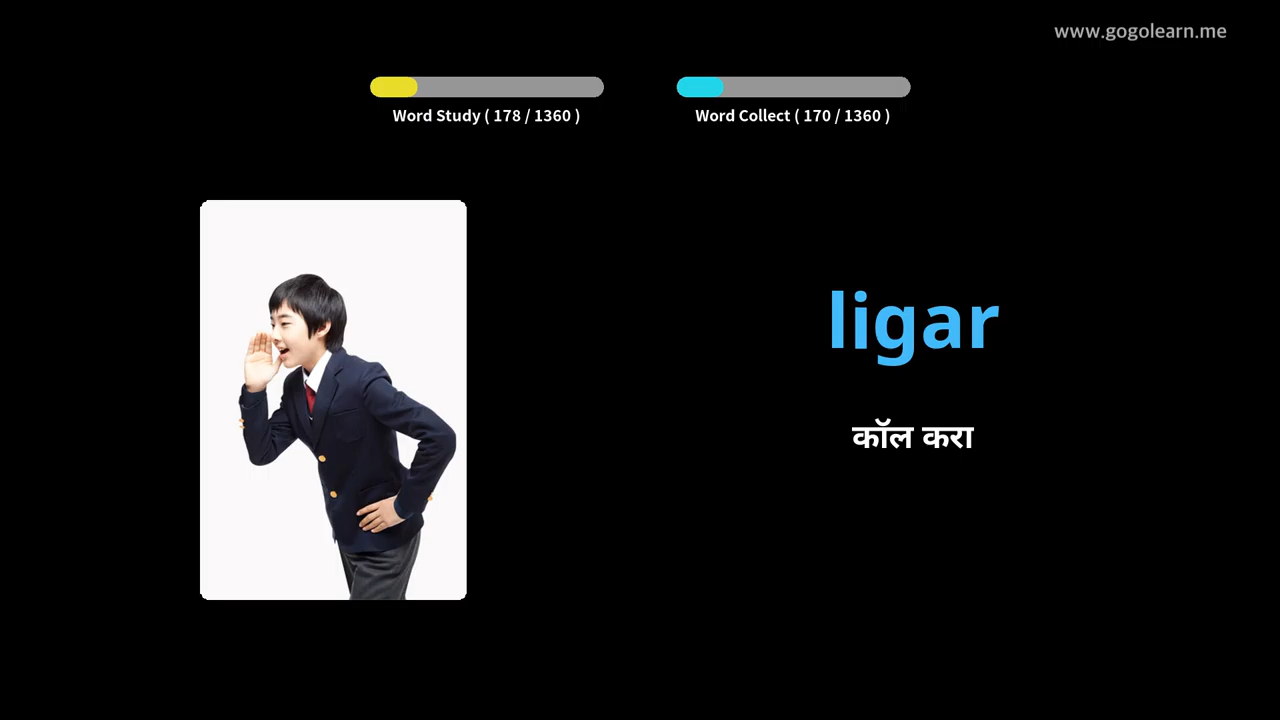 www.gogolearn.me
Word Study ( 178 / 1360 )
Word Collect ( 170 / 1360 )
ligar
कॉल करा